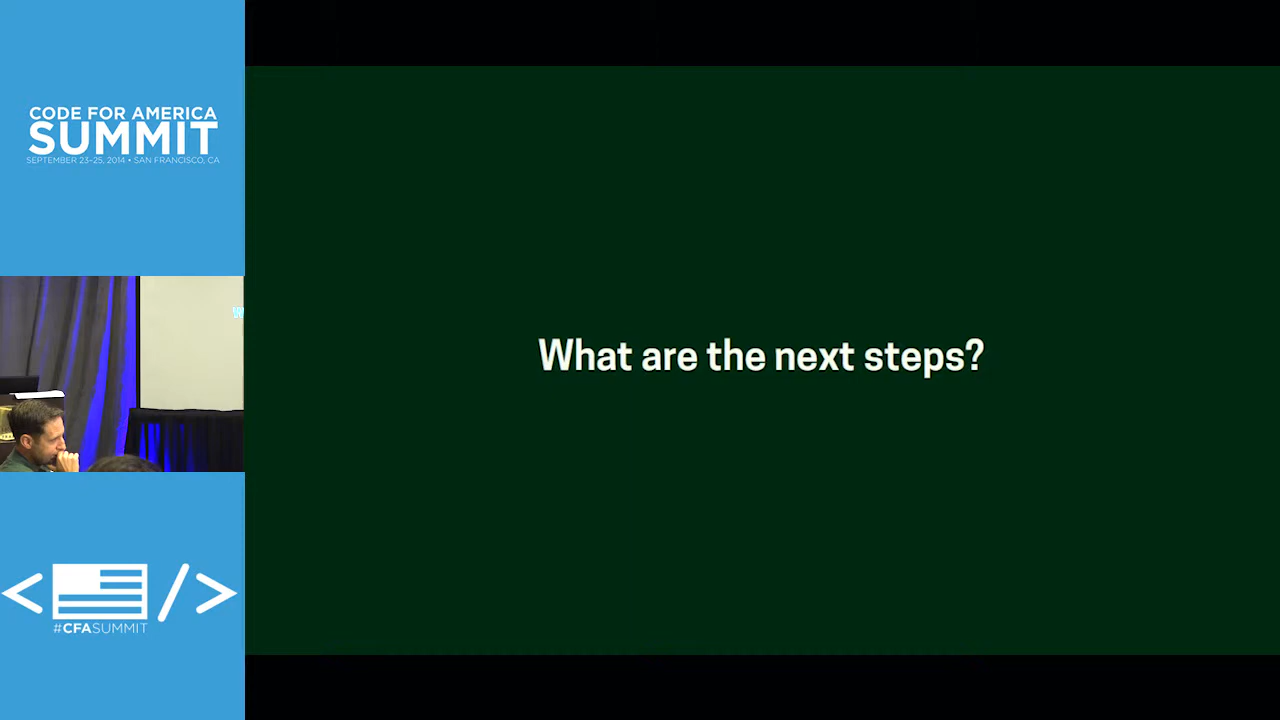 CODE FOR AMERICA
SUMMIT
SEPTEMBER 23-25, 2014 • SAN FRANCISCO, CA
What are the next steps?
#CFASUMMIT